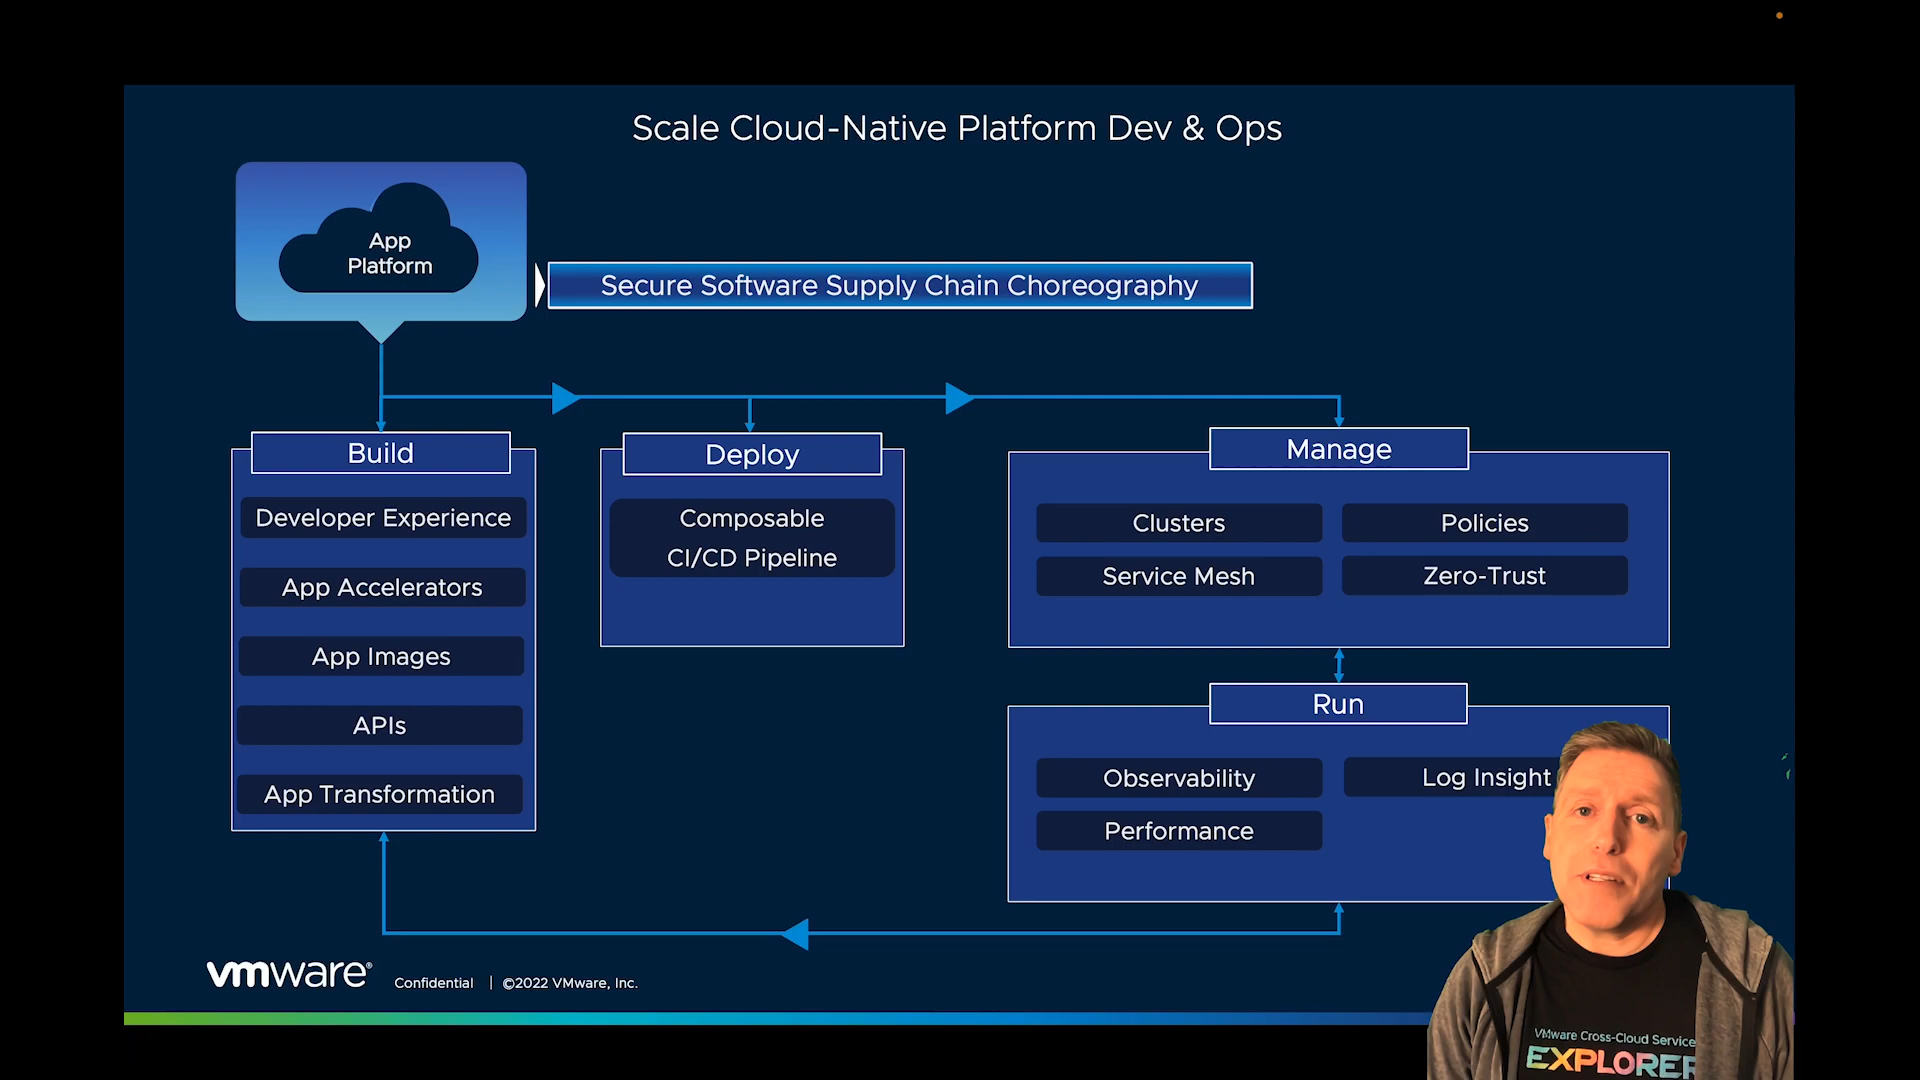 Scale Cloud-Native Platform Dev & Ops
App
Platform
Secure Software Supply Chain Choreography
Build
Developer Experience
App Accelerators
App Images
APIs
App Transformation
Deploy
Composable
CI/CD Pipeline
Manage
Clusters
Policies
Service Mesh
Zero-Trust
Run
Observability
Log Insight
Performance
vmware®
Confidential | ©2022 VMware, Inc.
VMware Cross-Cloud Service
EXPLORER